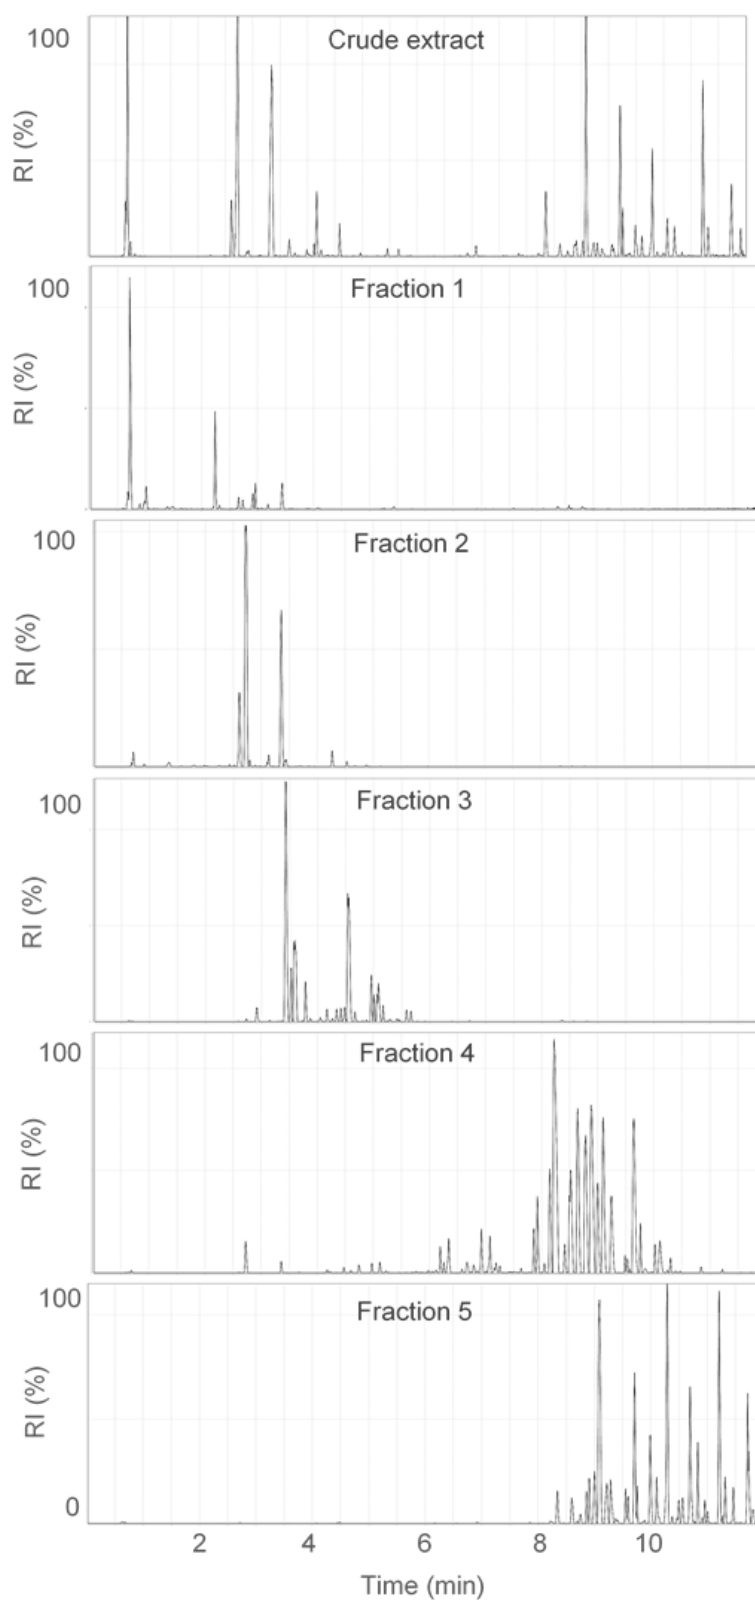 100
Crude extract
RI (%)
100
Fraction 1
RI (%)
100
Fraction 2
RI (%)
100
Fraction 3
RI (%)
100
Fraction 4
RI (%)
100
Fraction 5
RI (%)
0
2 4 6 8 10
Time (min)